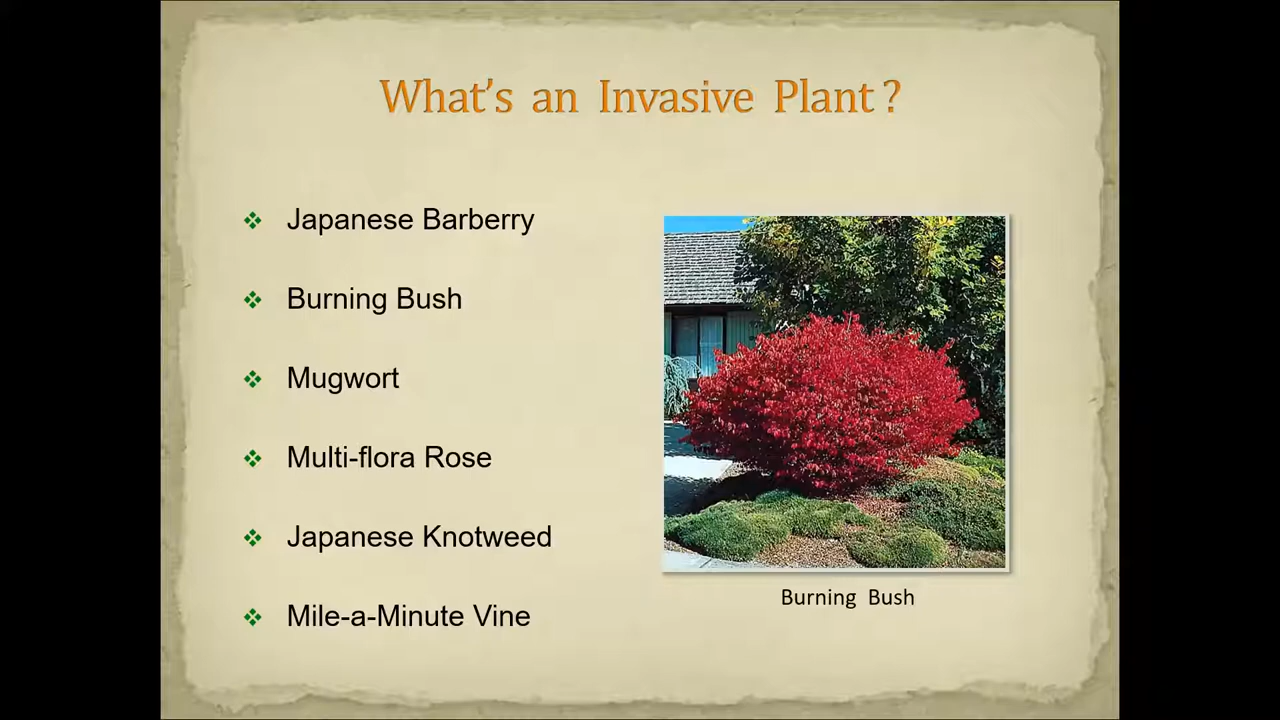 What's an Invasive Plant ?
Japanese Barberry
Burning Bush
Mugwort
Multi-flora Rose
Japanese Knotweed
Mile-a-Minute Vine
Burning Bush